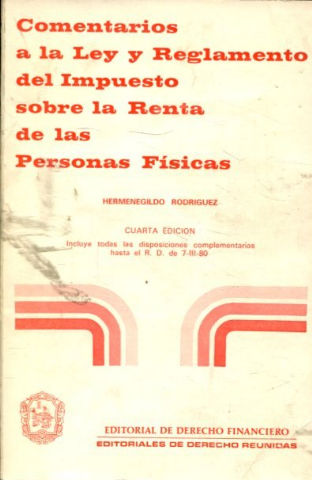 Comentarios
a la Ley y Reglamento
del Impuesto
sobre la Renta
de las
Personas Físicas
HERMENEGILDO RODRIGUEZ
CUARTA EDICION
Incluye todas las disposiciones complementarias
hasta el R. D. de 7-III-80
EDITORIAL DE DERECHO FINANCIERO
EDITORIALES DE DERECHO REUNIDAS